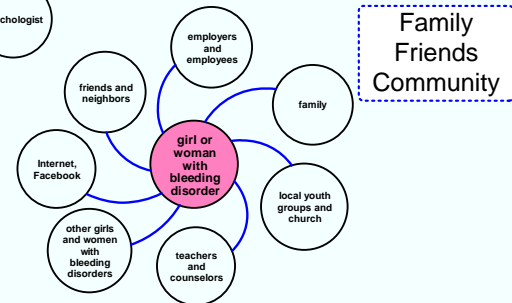 chologist
Family
Friends
Community
employers
and
employees
friends and
neighbors
family
girl or
woman
with
bleeding
disorder
Internet,
Facebook
local youth
groups and
church
other girls
and women
with
bleeding
disorders
teachers
and
counselors